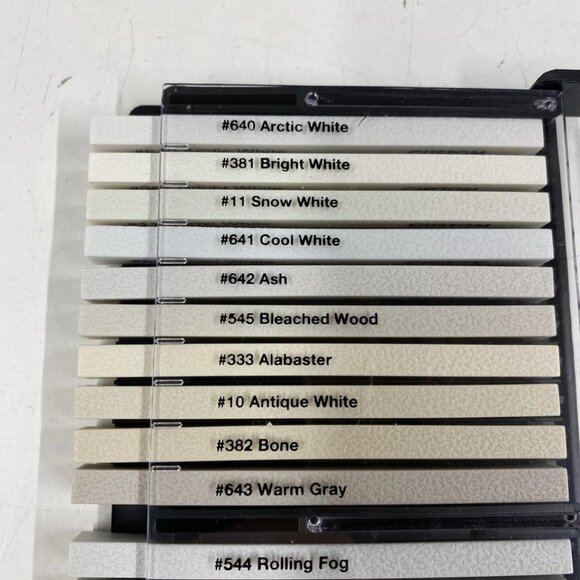 #640 Arctic White
#381 Bright White
#11 Snow White
#641 Cool White
#642 Ash
#545 Bleached Wood
#333 Alabaster
#10 Antique White
#382 Bone
#643 Warm Gray
#544 Rolling Fog